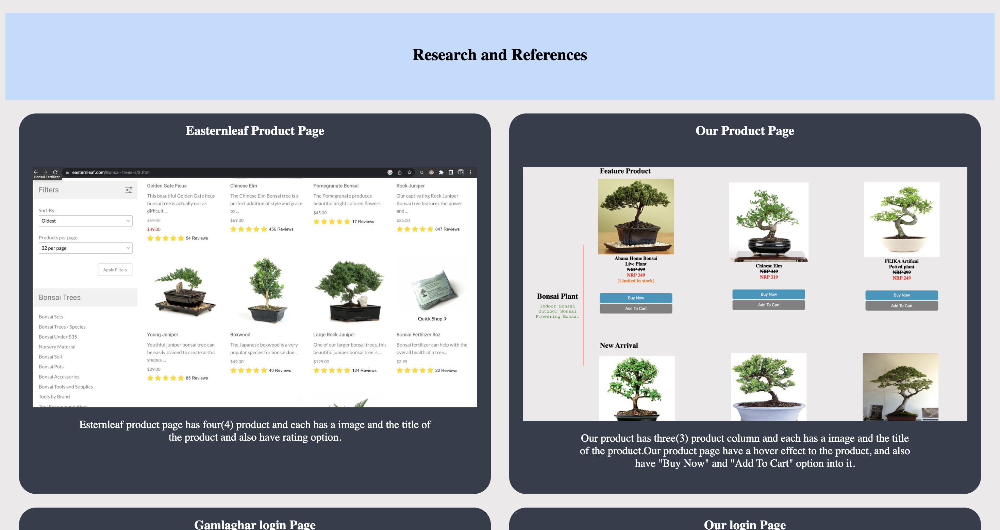 Research and References
Easternleaf Product Page
easternleaf.com/Bonsai-Trees-s/3.htm
Bonsai Fertilizer
Filters
Sort By:
Oldest
Products per page
32 per page
Apply Filters
Bonsai Trees
Bonsai Sets
Bonsai Trees / Species
Bonsai Under $35
Nursery Material
Bonsai Soil
Bonsai Pots
Bonsai Accessories
Bonsai Tools and Supplies
Tools by Brand
Tool Recommendations
Golden Gate Ficus
This beautiful Golden Gate ficus
bonsai tree is actually not as
difficult ...
$59.00
$49.00
54 Reviews
Chinese Elm
The Chinese Elm Bonsai tree is a
perfect addition of style and grace
to ...
$69.00
456 Reviews
Pomegranate Bonsai
The Pomegranate produces
beautiful bright colored flowers...
$45.00
17 Reviews
Rock Juniper
Our captivating Rock Juniper
Bonsai tree features the power
and ...
$35.00
847 Reviews
Young Juniper
Youthful juniper bonsai tree can
be easily trained to create artful
shapes ...
$29.00
85 Reviews
Boxwood
The Japanese boxwood is a very
popular species for bonsai due ...
$49.00
40 Reviews
Large Rock Juniper
One of our larger bonsai trees, this
beautiful juniper bonsai tree is ...
$129.00
124 Reviews
Quick Shop
Bonsai Fertilizer 3oz
Bonsai fertilizer can help with the
overall health of a tree...
$3.95
22 Reviews
Esternleaf product page has four(4) product and each has a image and the title of
the product and also have rating option.
Our Product Page
Feature Product
Abana Home Bonsai
Live Plant
NRP 399
NRP 349
(Limited in stock)
Buy Now
Add To Cart
Chinese Elm
NRP 349
NRP 319
Buy Now
Add To Cart
FEJKA Artifical
Potted plant
NRP 299
NRP 249
Buy Now
Add To Cart
Bonsai Plant
Indoor Bonsai
Outdoor Bonsai
Flowering Bonsai
New Arrival
Our product has three(3) product column and each has a image and the title
of the product.Our product page have a hover effect to the product, and also
have "Buy Now" and "Add To Cart" option into it.
Gamlaghar login Page
Our login Page